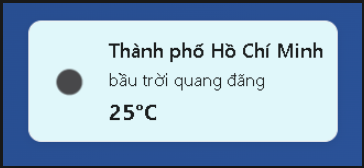 Thành phố Hồ Chí Minh
bầu trời quang đãng
25°C